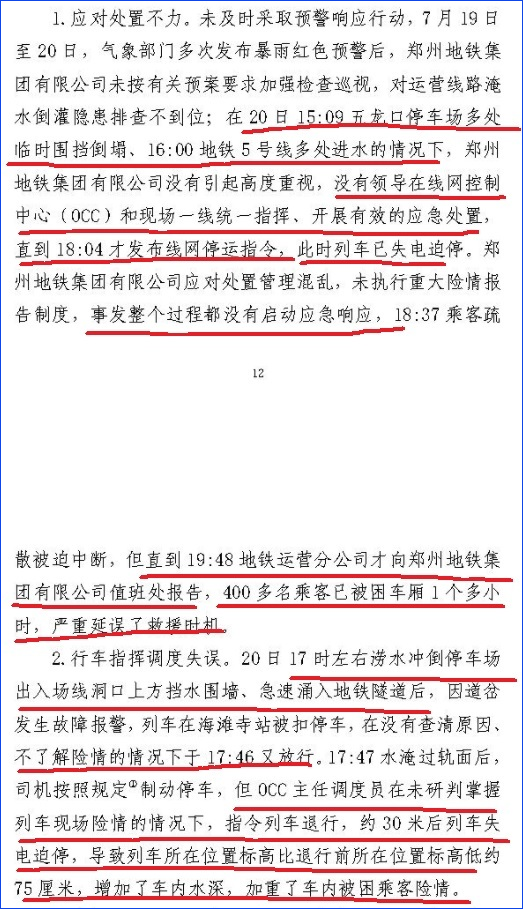 1.应对处置不力。未及时采取预警响应行动，7月19日
至20日，气象部门多次发布暴雨红色预警后，郑州地铁集
团有限公司未按有关预案要求加强检查巡视，对运营线路淹
水倒灌隐患排查不到位；在20日15:09五龙口停车场多处
临时围挡倒塌、16:00地铁5号线多处进水的情况下，郑州
地铁集团有限公司没有引起高度重视，没有领导在线网控制
中心（OCC）和现场一线统一指挥、开展有效的应急处置，
直到18:04才发布线网停运指令，此时列车已失电迫停。郑
州地铁集团有限公司应对处置管理混乱，未执行重大险情报
告制度，事发整个过程都没有启动应急响应，18:37乘客疏
12
散被迫中断，但直到19:48地铁运营分公司才向郑州地铁集
团有限公司值班处报告，400多名乘客已被困车厢1个多小
时，严重延误了救援时机。
2.行车指挥调度失误。20日17时左右涝水冲倒停车场
出入场线洞口上方挡水围墙、急速涌入地铁隧道后，因道岔
发生故障报警，列车在海滩寺站被扣停车，在没有查清原因、
不了解险情的情况下于17:46又放行。17:47水淹过轨面后，
司机按照规定①制动停车，但OCC主任调度员在未研判掌握
列车现场险情的情况下，指令列车退行，约30米后列车失
电迫停，导致列车所在位置标高比退行前所在位置标高低约
75厘米，增加了车内水深，加重了车内被困乘客险情。